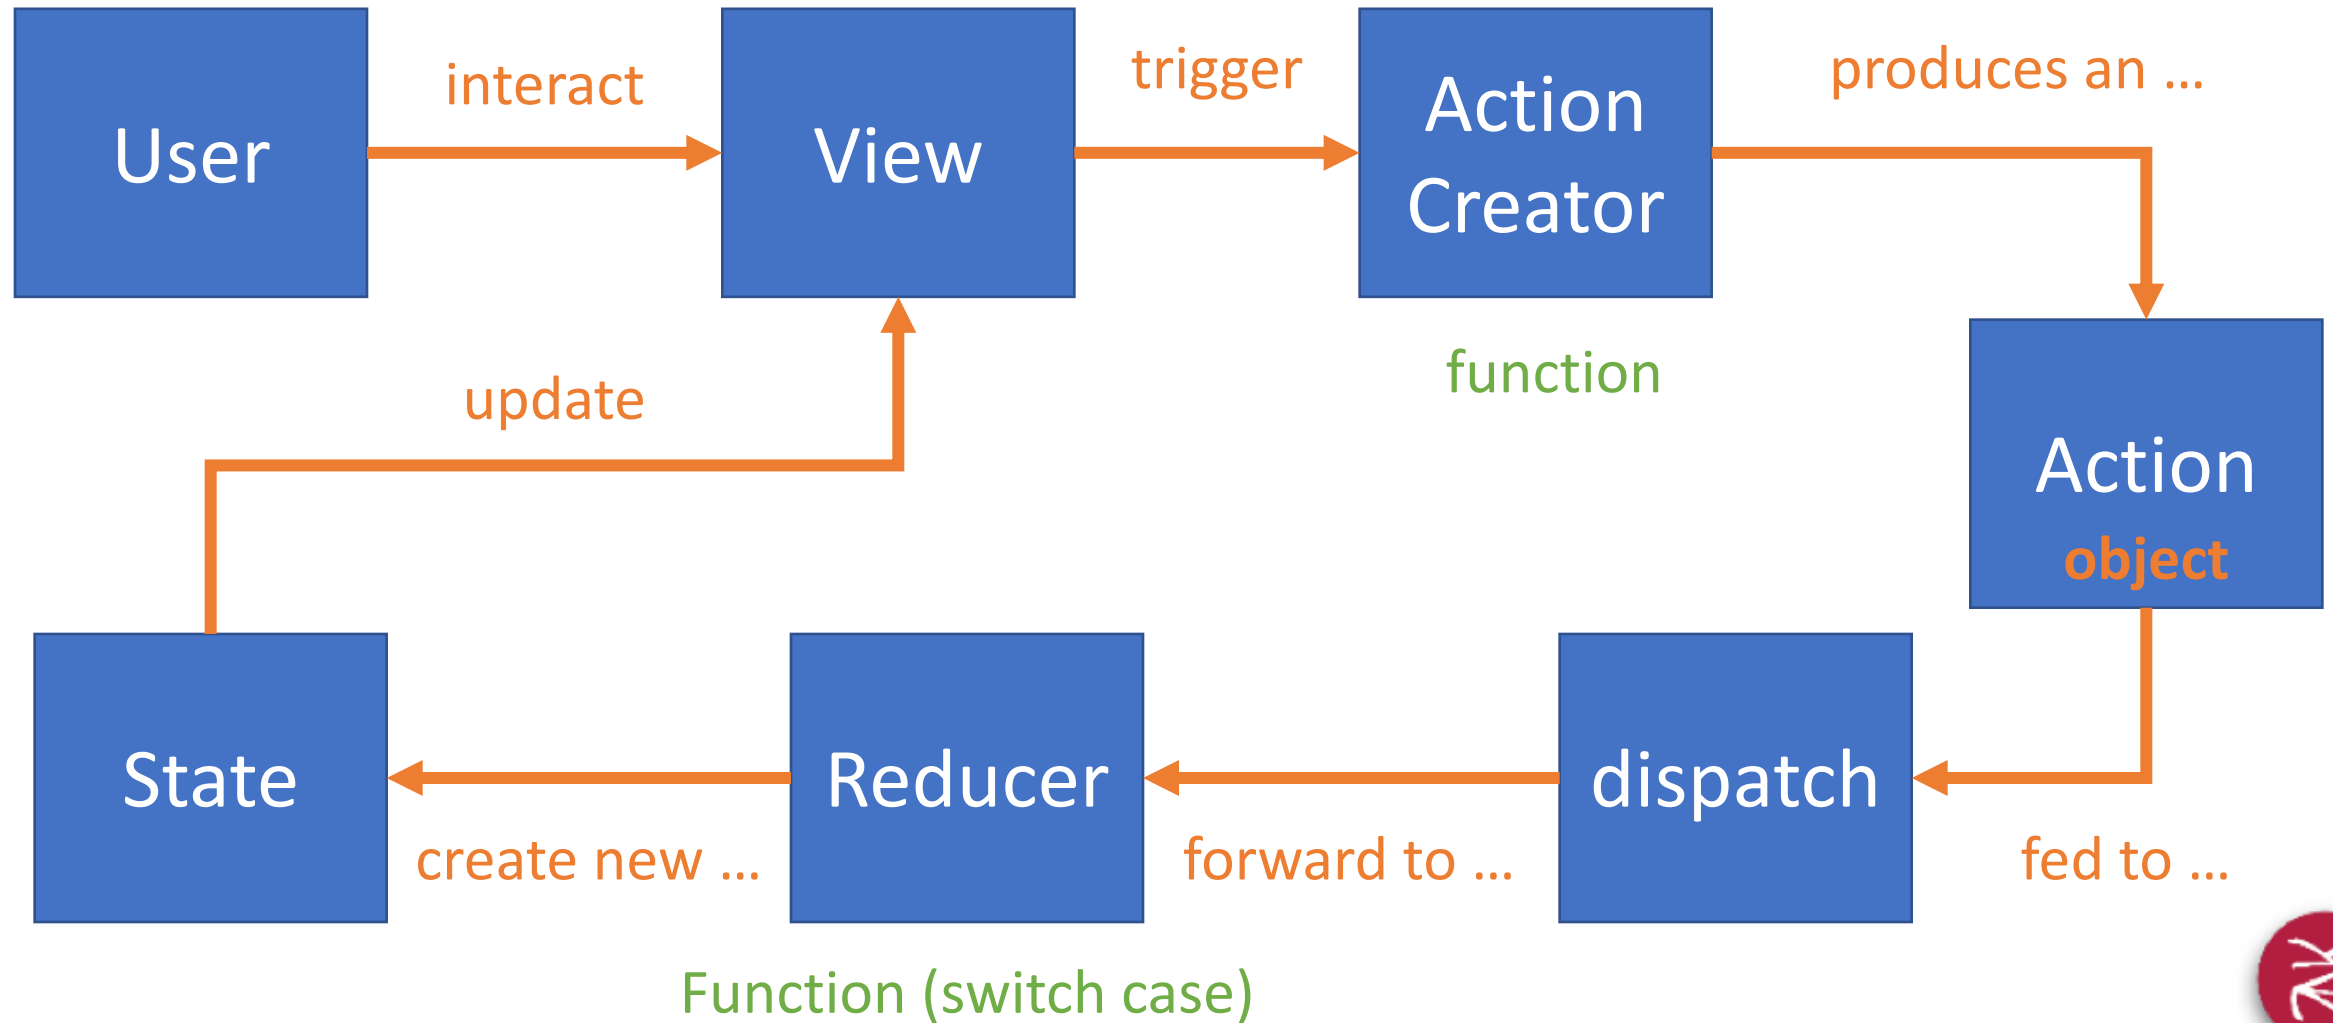 User
interact
View
trigger
Action
Creator
produces an ...
function
update
Action
object
State
create new ...
Reducer
forward to ...
dispatch
fed to ...
Function (switch case)